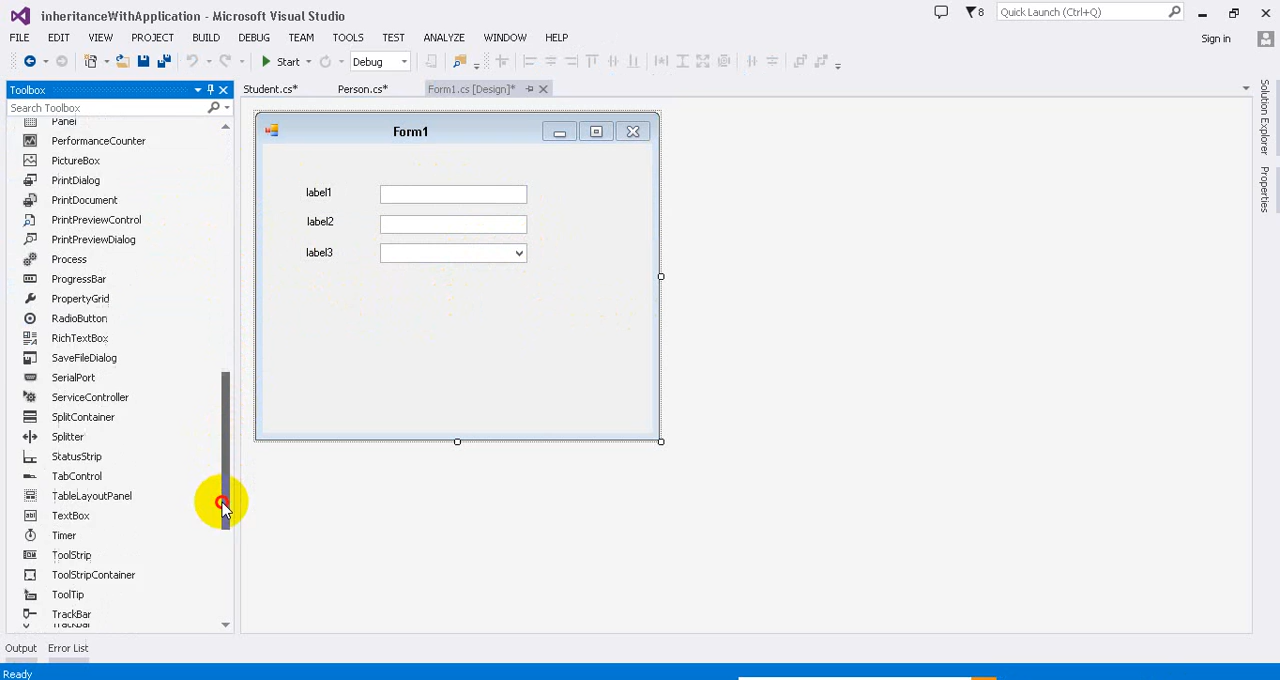 inheritanceWithApplication - Microsoft Visual Studio
8
Quick Launch (Ctrl+Q)
FILE EDIT VIEW PROJECT BUILD DEBUG TEAM TOOLS TEST ANALYZE WINDOW HELP
Sign in
Start
Debug
Toolbox
Student.cs*
Person.cs*
Form1.cs [Design]*
Search Toolbox
Panel
PerformanceCounter
PictureBox
PrintDialog
PrintDocument
PrintPreviewControl
PrintPreviewDialog
Process
ProgressBar
PropertyGrid
RadioButton
RichTextBox
SaveFileDialog
SerialPort
ServiceController
SplitContainer
Splitter
StatusStrip
TabControl
TableLayoutPanel
TextBox
Timer
ToolStrip
ToolStripContainer
ToolTip
TrackBar
Form1
label1
label2
label3
Solution Explorer
Properties
Output
Error List
Ready